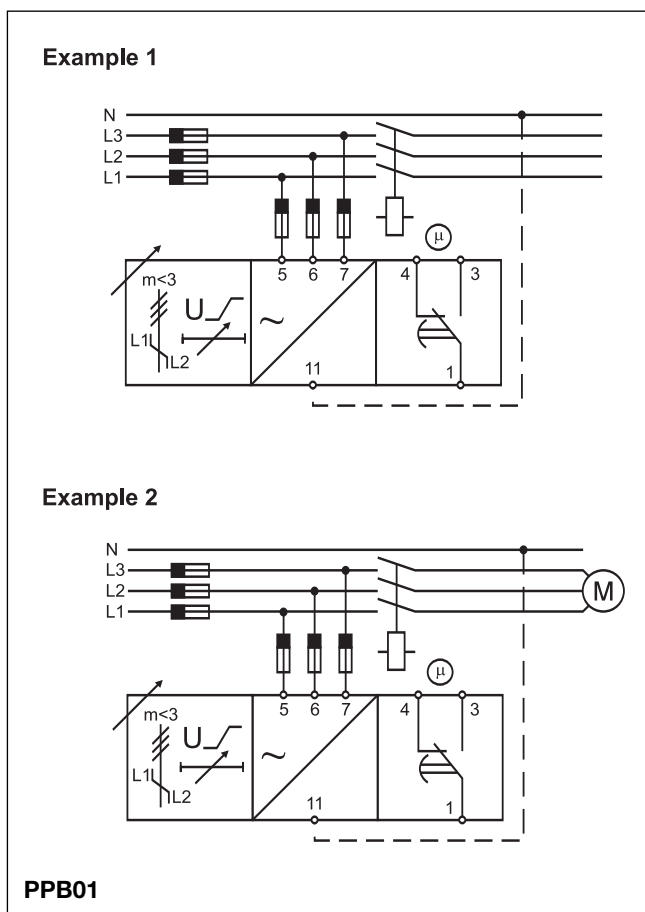 Example 1
N
L3
L2
L1
μ
5 6 7 4 3
m<3
U
L1
L2
~
11
1
Example 2
N
L3
L2
L1
M
μ
5 6 7 4 3
m<3
U
L1
L2
~
11
1
PPB01